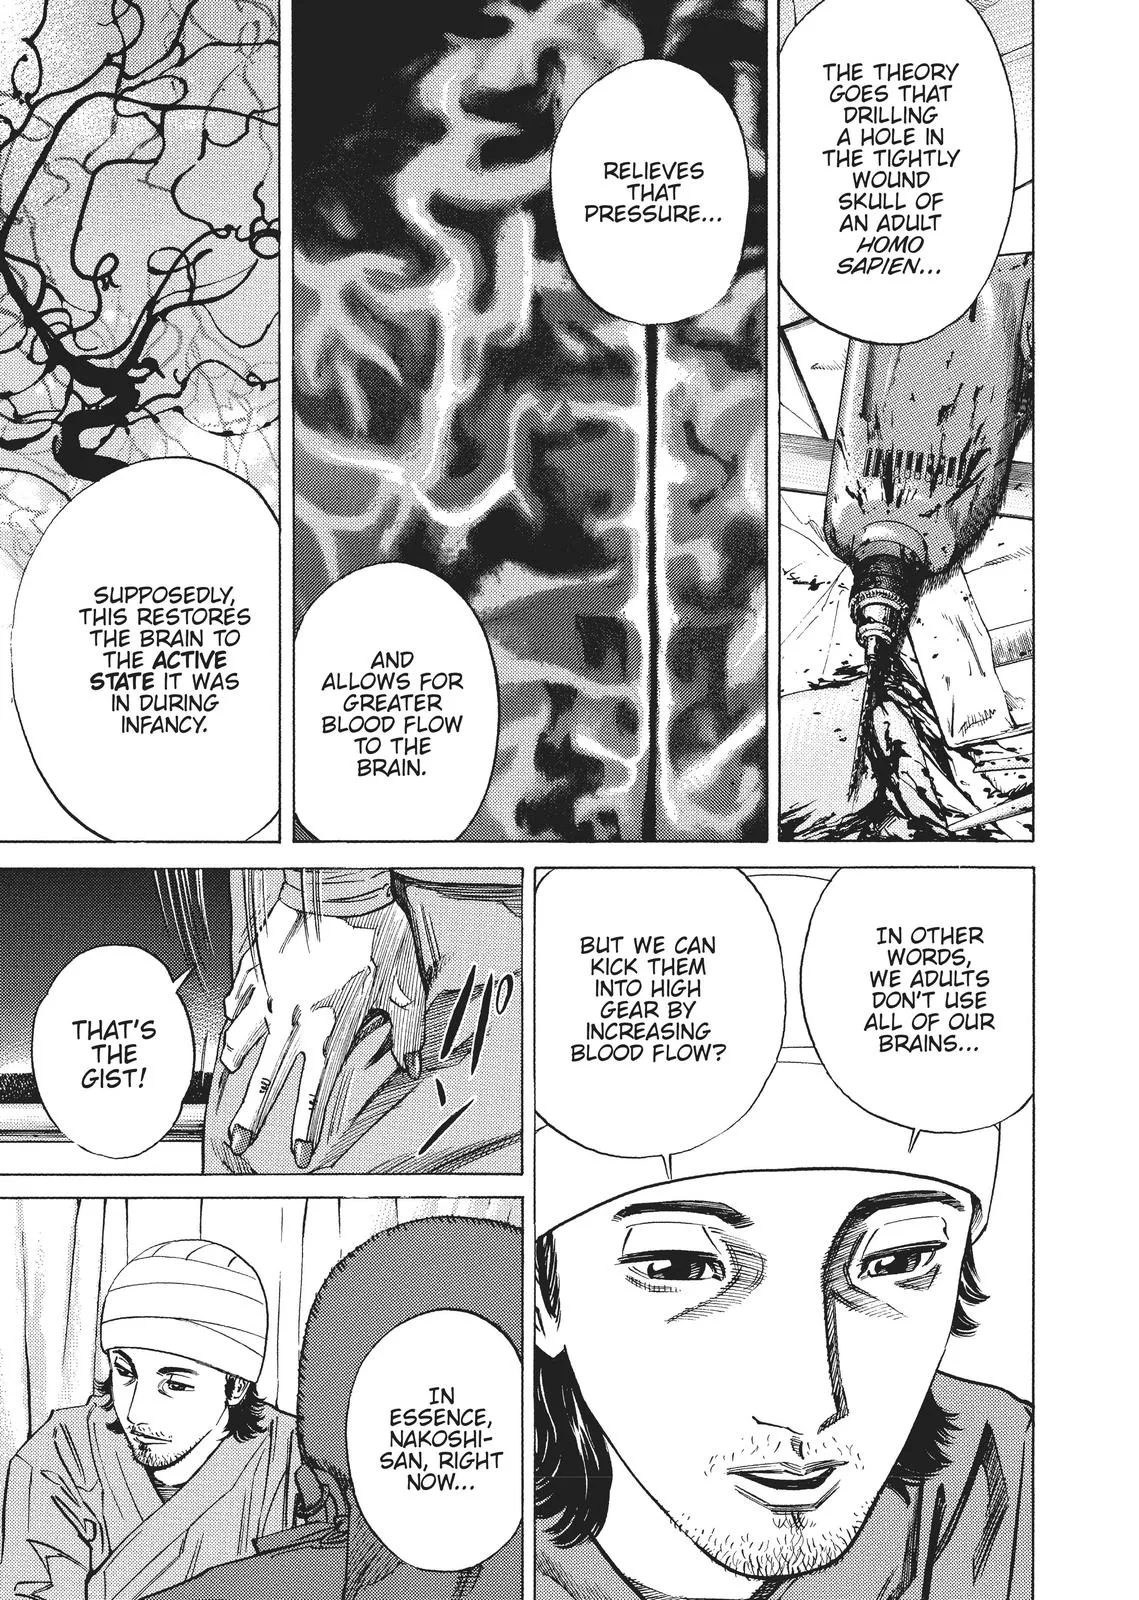 THE THEORY
GOES THAT
DRILLING
A HOLE IN
THE TIGHTLY
WOUND
SKULL OF
AN ADULT
HOMO
SAPIEN...
RELIEVES
THAT
PRESSURE...
AND
ALLOWS FOR
GREATER
BLOOD FLOW
TO THE
BRAIN.
SUPPOSEDLY,
THIS RESTORES
THE BRAIN TO
THE ACTIVE
STATE IT WAS
IN DURING
INFANCY.
IN OTHER
WORDS,
WE ADULTS
DON'T USE
ALL OF OUR
BRAINS...
BUT WE CAN
KICK THEM
INTO HIGH
GEAR BY
INCREASING
BLOOD FLOW?
THAT'S
THE
GIST!
IN
ESSENCE,
NAKOSHI-
SAN, RIGHT
NOW...